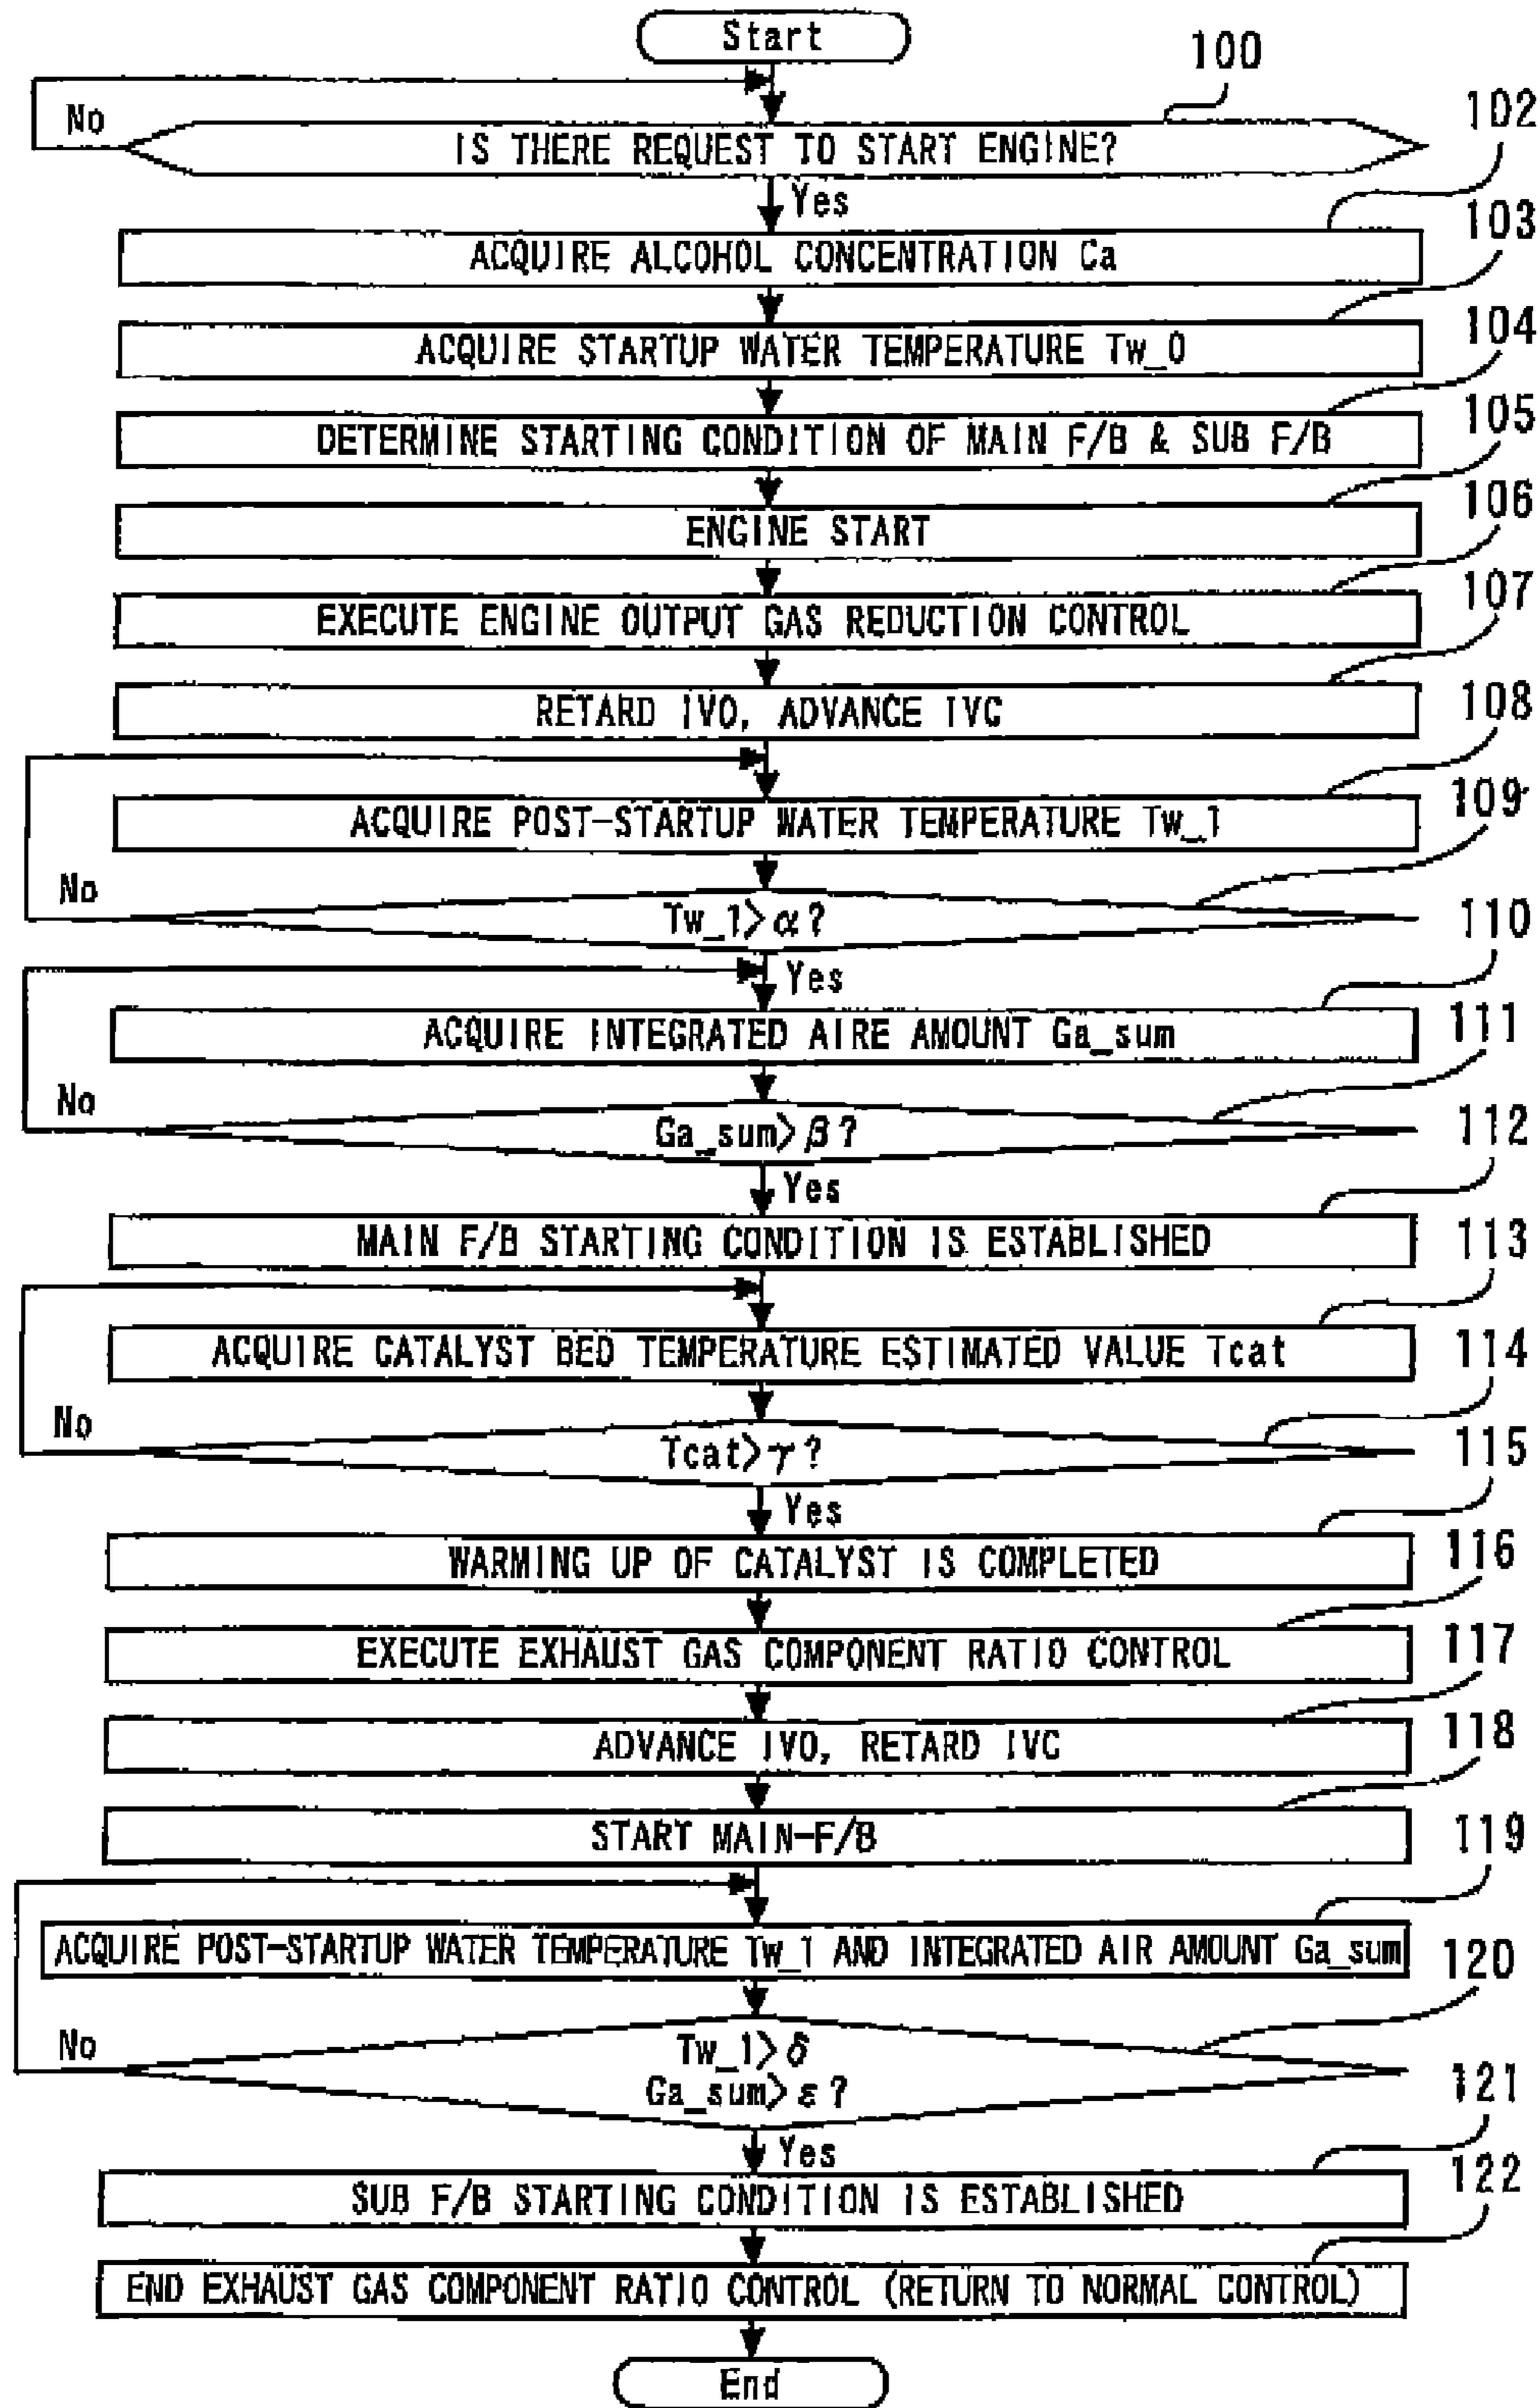 Start
100
No
IS THERE REQUEST TO START ENGINE?
102
Yes
ACQUIRE ALCOHOL CONCENTRATION Ca
103
ACQUIRE STARTUP WATER TEMPERATURE Tw_0
104
DETERMINE STARTING CONDITION OF MAIN F/B & SUB F/B
105
ENGINE START
106
EXECUTE ENGINE OUTPUT GAS REDUCTION CONTROL
107
RETARD IVO, ADVANCE IVC
108
ACQUIRE POST-STARTUP WATER TEMPERATURE Tw_1
109
No
Tw_1>α?
110
Yes
ACQUIRE INTEGRATED AIRE AMOUNT Ga_sum
111
No
Ga_sum>β?
112
Yes
MAIN F/B STARTING CONDITION IS ESTABLISHED
113
ACQUIRE CATALYST BED TEMPERATURE ESTIMATED VALUE Tcat
114
No
Tcat>γ?
115
Yes
WARMING UP OF CATALYST IS COMPLETED
116
EXECUTE EXHAUST GAS COMPONENT RATIO CONTROL
117
ADVANCE IVO, RETARD IVC
118
START MAIN-F/B
119
ACQUIRE POST-STARTUP WATER TEMPERATURE Tw_1 AND INTEGRATED AIR AMOUNT Ga_sum
120
No
Tw_1>δ
Ga_sum>ε?
121
Yes
SUB F/B STARTING CONDITION IS ESTABLISHED
122
END EXHAUST GAS COMPONENT RATIO CONTROL (RETURN TO NORMAL CONTROL)
End